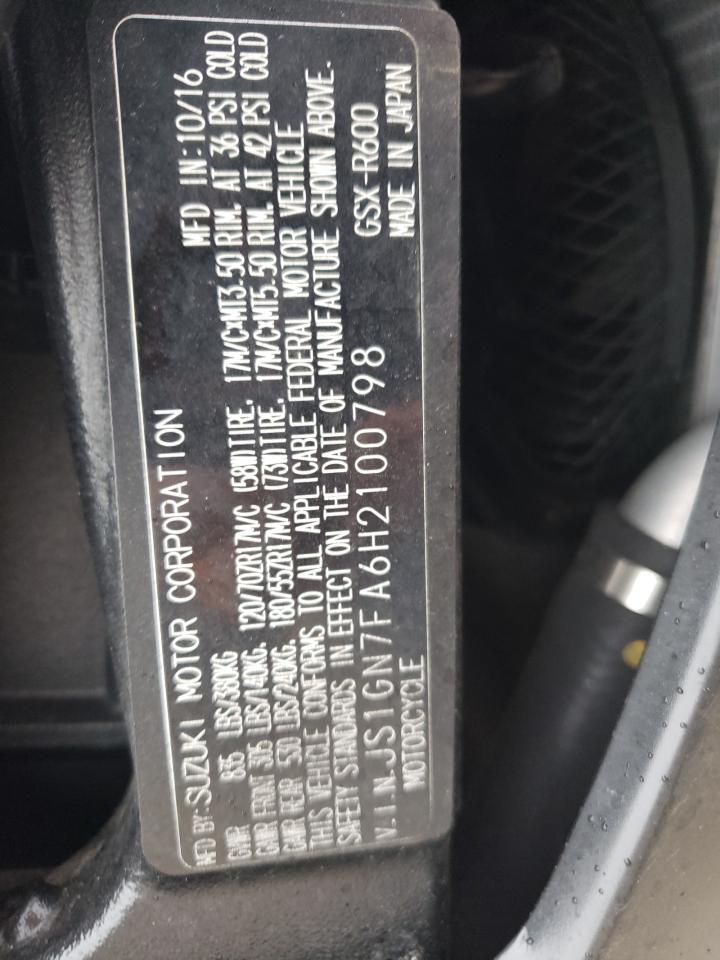 MFD BY:SUZUKI MOTOR CORPORATION MFD IN:10/16
GVWR 835 LBS/380KG
GAWR FRONT 305 LBS/140KG. 120/70ZR17M/C (58W)TIRE. 17M/C×MT3.50 RIM. AT 36 PSI COLD
GAWR REAR 530 LBS/240KG. 180/55ZR17M/C (73W)TIRE. 17M/C×MT5.50 RIM. AT 42 PSI COLD
THIS VEHICLE CONFORMS TO ALL APPLICABLE FEDERAL MOTOR VEHICLE
SAFETY STANDARDS IN EFFECT ON THE DATE OF MANUFACTURE SHOWN ABOVE.
V.I.N.JS1GN7FA6H2100798 GSX-R600
MOTORCYCLE MADE IN JAPAN